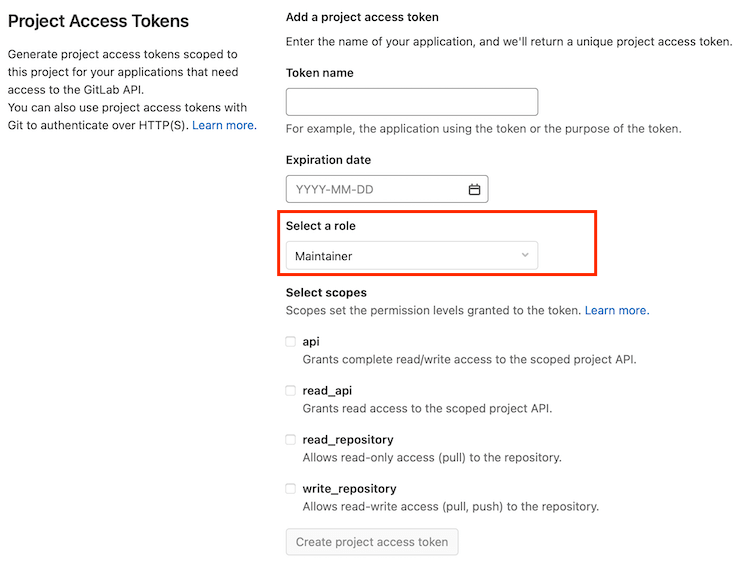 Project Access Tokens
Generate project access tokens scoped to
this project for your applications that need
access to the GitLab API.
You can also use project access tokens with
Git to authenticate over HTTP(S). Learn more.
Add a project access token
Enter the name of your application, and we'll return a unique project access token.
Token name
For example, the application using the token or the purpose of the token.
Expiration date
YYYY-MM-DD
Select a role
Maintainer
Select scopes
Scopes set the permission levels granted to the token. Learn more.
api
Grants complete read/write access to the scoped project API.
read_api
Grants read access to the scoped project API.
read_repository
Allows read-only access (pull) to the repository.
write_repository
Allows read-write access (pull, push) to the repository.
Create project access token